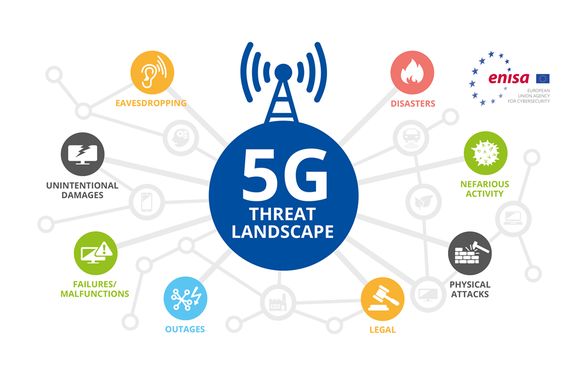 EAVESDROPPING
DISASTERS
enisa
EUROPEAN
UNION AGENCY
FOR CYBERSECURITY
5G
THREAT
LANDSCAPE
UNINTENTIONAL
DAMAGES
NEFARIOUS
ACTIVITY
FAILURES/
MALFUNCTIONS
PHYSICAL
ATTACKS
OUTAGES
LEGAL